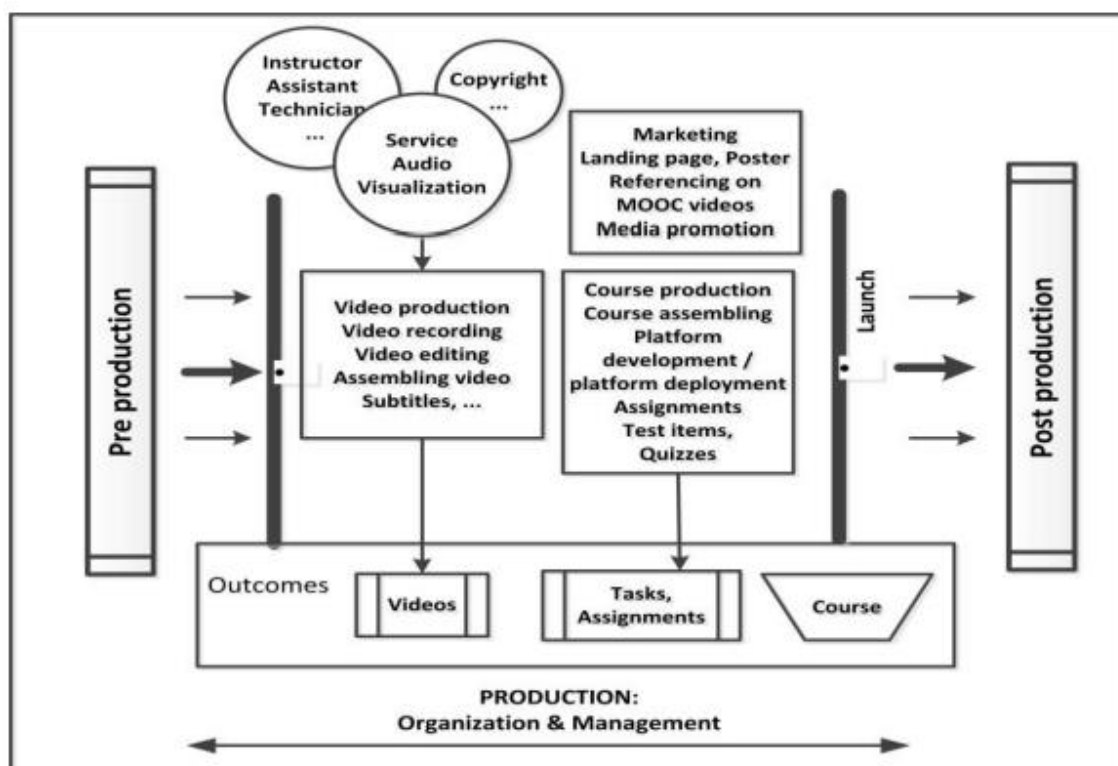 Instructor
Assistant
Technician
...
Copyright
...
Service
Audio
Visualization
Marketing
Landing page, Poster
Referencing on
MOOC videos
Media promotion
Pre production
Video production
Video recording
Video editing
Assembling video
Subtitles, ...
Course production
Course assembling
Platform
development /
platform deployment
Assignments
Test items,
Quizzes
Launch
Post production
Outcomes
Videos
Tasks,
Assignments
Course
PRODUCTION:
Organization & Management